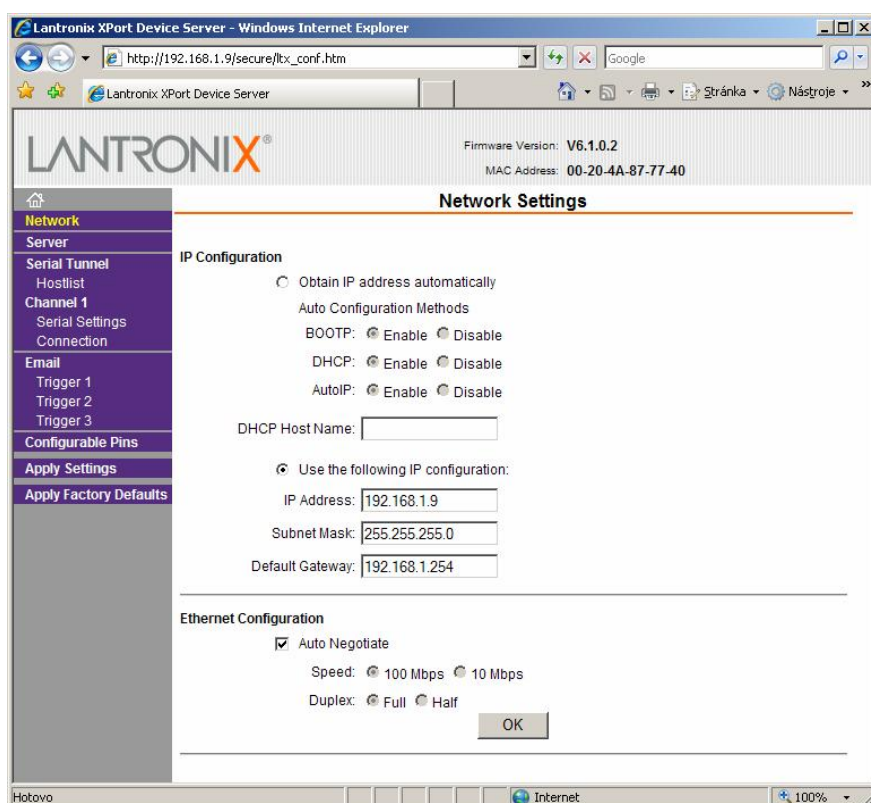 Lantronix XPort Device Server - Windows Internet Explorer
http://192.168.1.9/secure/ltx_conf.htm
Google
Lantronix XPort Device Server
Stránka
Nástroje
»
LANTRONIX®
Firmware Version: V6.1.0.2
MAC Address: 00-20-4A-87-77-40
Network
Server
Serial Tunnel
Hostlist
Channel 1
Serial Settings
Connection
Email
Trigger 1
Trigger 2
Trigger 3
Configurable Pins
Apply Settings
Apply Factory Defaults
Network Settings
IP Configuration
Obtain IP address automatically
Auto Configuration Methods
BOOTP: Enable Disable
DHCP: Enable Disable
AutoIP: Enable Disable
DHCP Host Name:
Use the following IP configuration:
IP Address: 192.168.1.9
Subnet Mask: 255.255.255.0
Default Gateway: 192.168.1.254
Ethernet Configuration
Auto Negotiate
Speed: 100 Mbps 10 Mbps
Duplex: Full Half
OK
Hotovo
Internet
100%